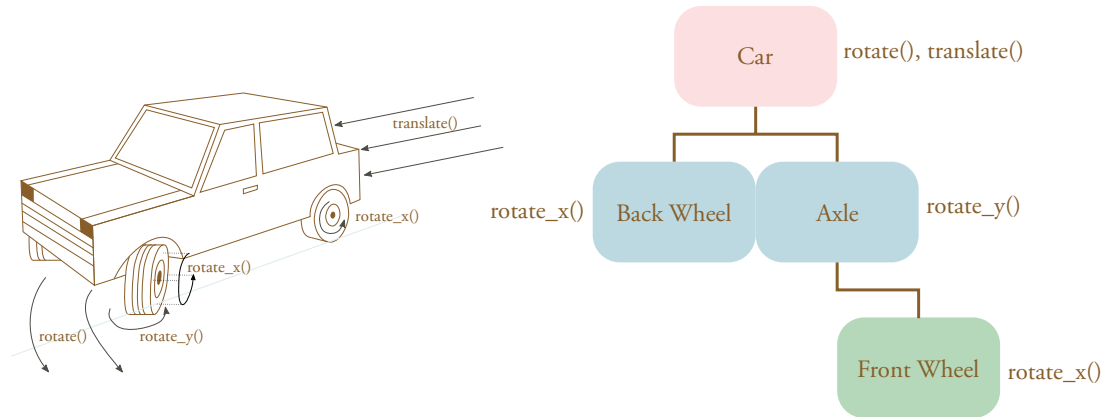 translate()
rotate_x()
rotate_x()
rotate()
rotate_y()
Car
rotate(), translate()
rotate_x()
Back Wheel
Axle
rotate_y()
Front Wheel
rotate_x()